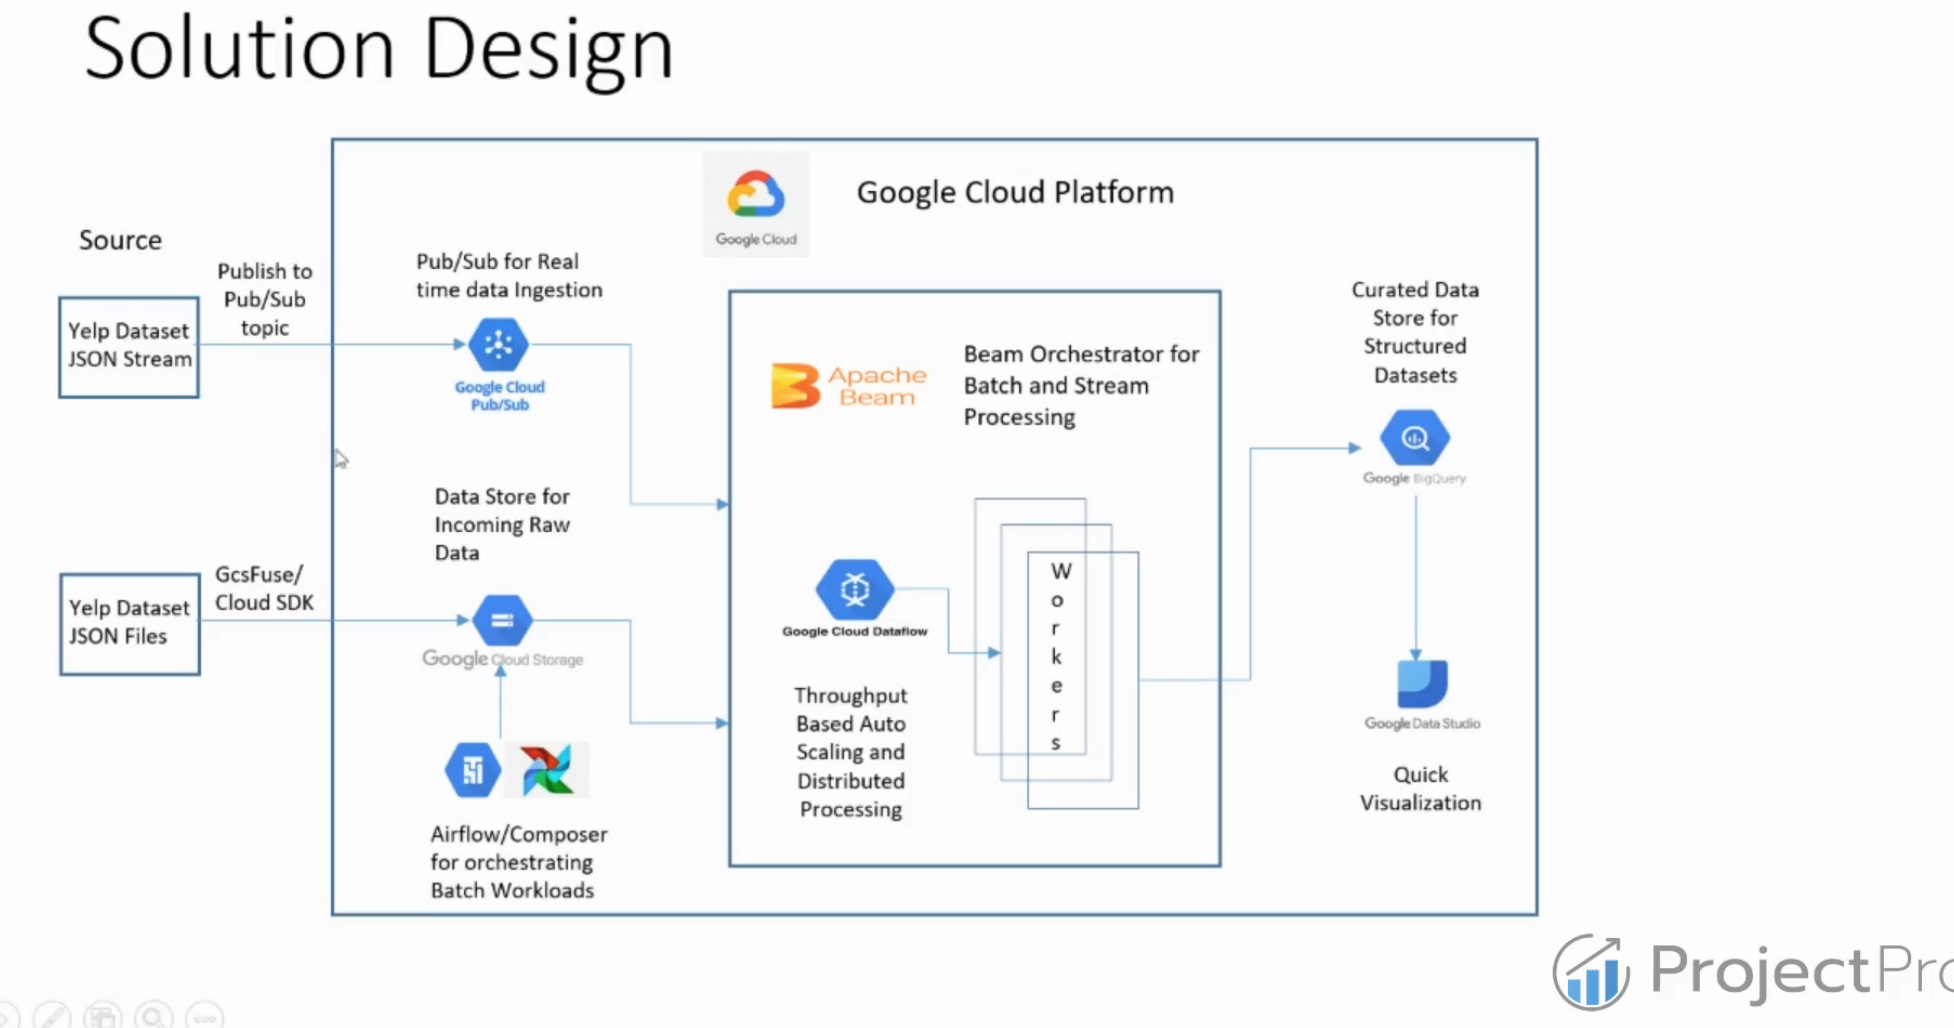 Solution Design
Google Cloud
Google Cloud Platform
Source
Publish to
Pub/Sub
topic
Yelp Dataset
JSON Stream
Pub/Sub for Real
time data Ingestion
Google Cloud
Pub/Sub
GcsFuse/
Cloud SDK
Yelp Dataset
JSON Files
Data Store for
Incoming Raw
Data
Google Cloud Storage
Airflow/Composer
for orchestrating
Batch Workloads
Apache
Beam
Beam Orchestrator for
Batch and Stream
Processing
Google Cloud Dataflow
Throughput
Based Auto
Scaling and
Distributed
Processing
W
o
r
k
e
r
s
Curated Data
Store for
Structured
Datasets
Google BigQuery
Google Data Studio
Quick
Visualization
ProjectPro